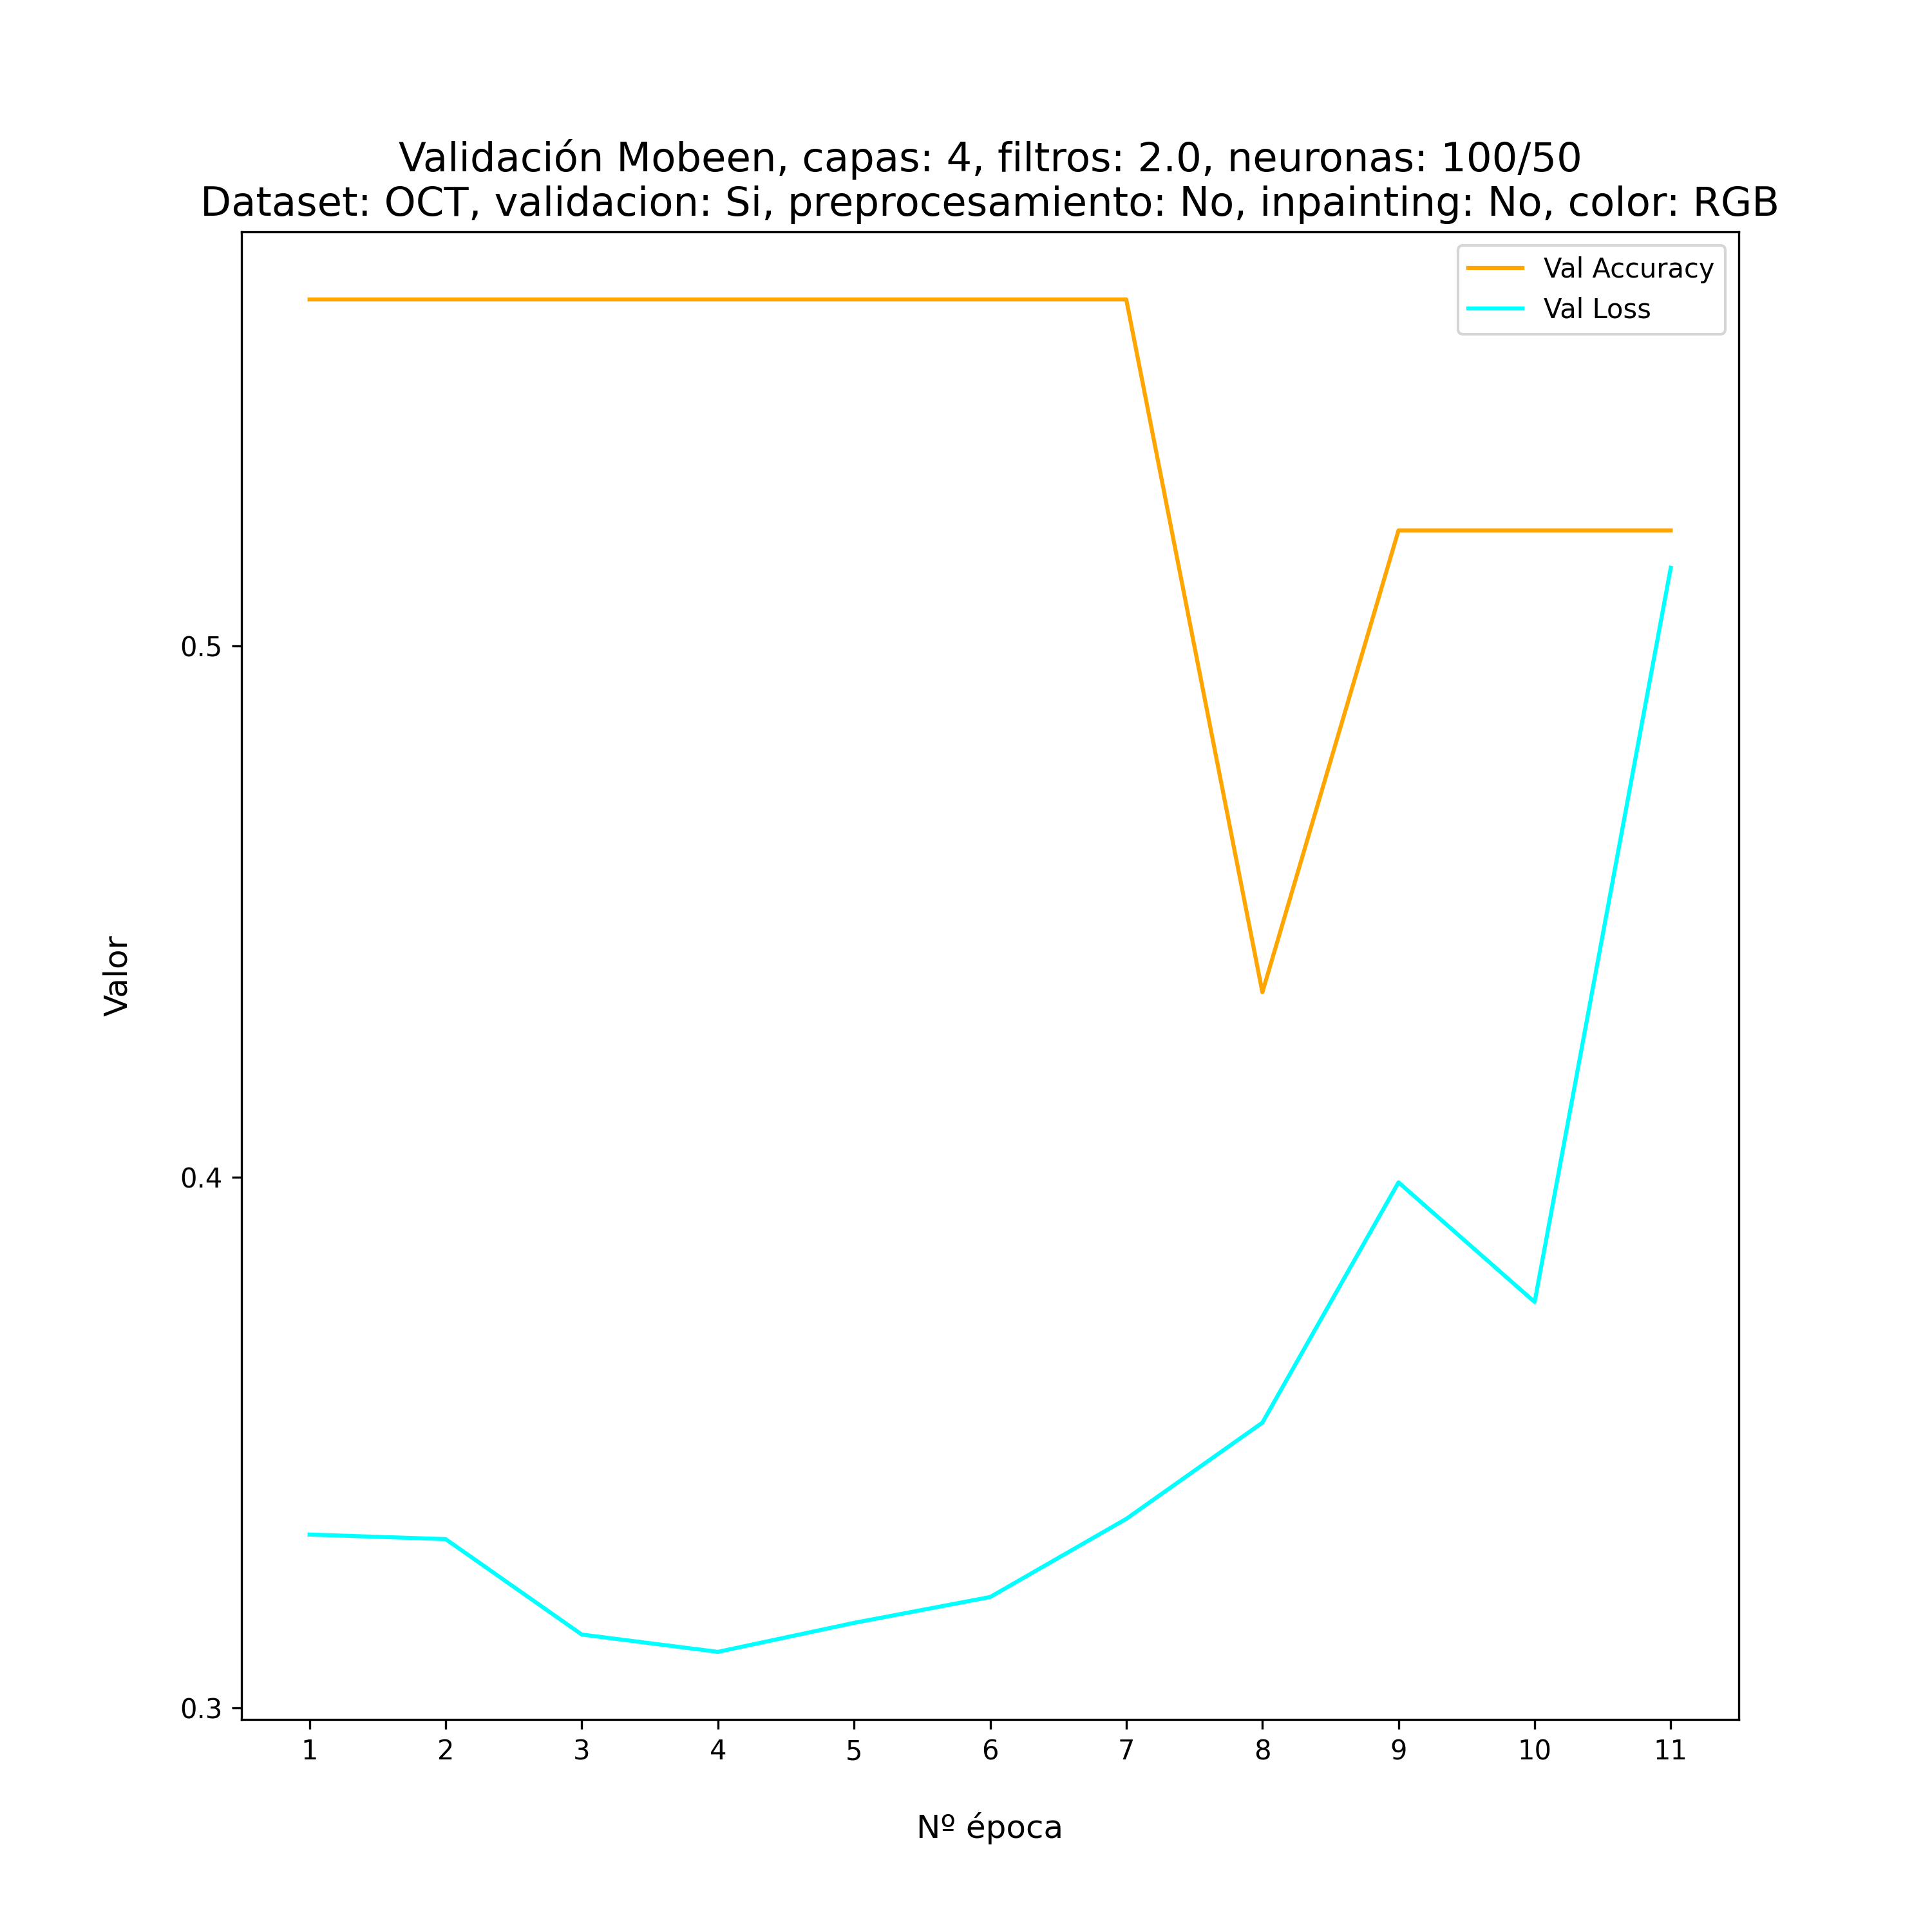 Validación Mobeen, capas: 4, filtros: 2.0, neuronas: 100/50
Dataset: OCT, validacion: Si, preprocesamiento: No, inpainting: No, color: RGB
Val Accuracy
Val Loss
Valor
0.5
0.4
0.3
1 2 3 4 5 6 7 8 9 10 11
Nº época